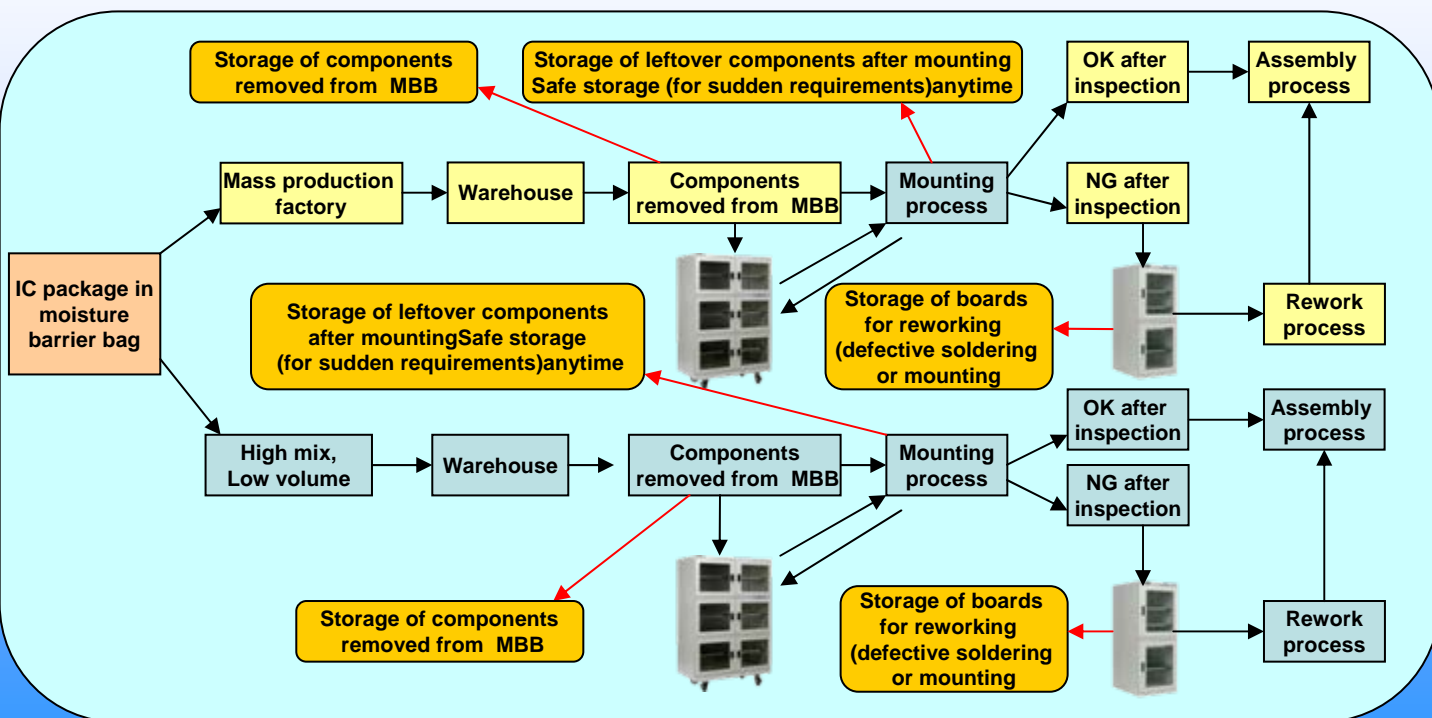 Storage of components
removed from MBB
Storage of leftover components after mounting
Safe storage (for sudden requirements)anytime
OK after
inspection
Assembly
process
Mass production
factory
Warehouse
Components
removed from MBB
Mounting
process
NG after
inspection
IC package in
moisture
barrier bag
Storage of leftover components
after mountingSafe storage
(for sudden requirements)anytime
Storage of boards
for reworking
(defective soldering
or mounting
Rework
process
High mix,
Low volume
Warehouse
Components
removed from MBB
Mounting
process
OK after
inspection
Assembly
process
NG after
inspection
Storage of components
removed from MBB
Storage of boards
for reworking
(defective soldering
or mounting
Rework
process